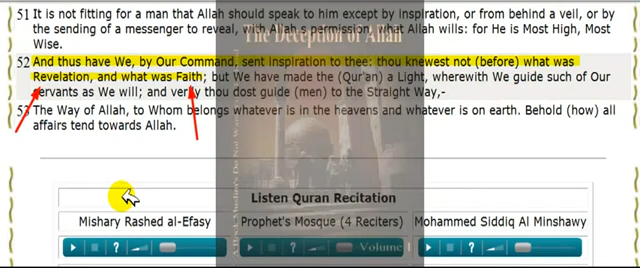 51 It is not fitting for a man that Allah should speak to him except by inspiration, or from behind a veil, or by
the sending of a messenger to reveal, with Allah s permission, what Allah wills: for He is Most High, Most
Wise.
52 And thus have We, by Our Command, sent inspiration to thee: thou knewest not (before) what was
Revelation, and what was Faith; but We have made the (Qur'an) a Light, wherewith We guide such of Our
servants as We will; and verily thou dost guide (men) to the Straight Way,-
53 The Way of Allah, to Whom belongs whatever is in the heavens and whatever is on earth. Behold (how) all
affairs tend towards Allah.
The Deception of Allah
Listen Quran Recitation
Mishary Rashed al-Efasy Prophet's Mosque (4 Reciters) Mohammed Siddiq Al Minshawy
? ? Volume 1 ?